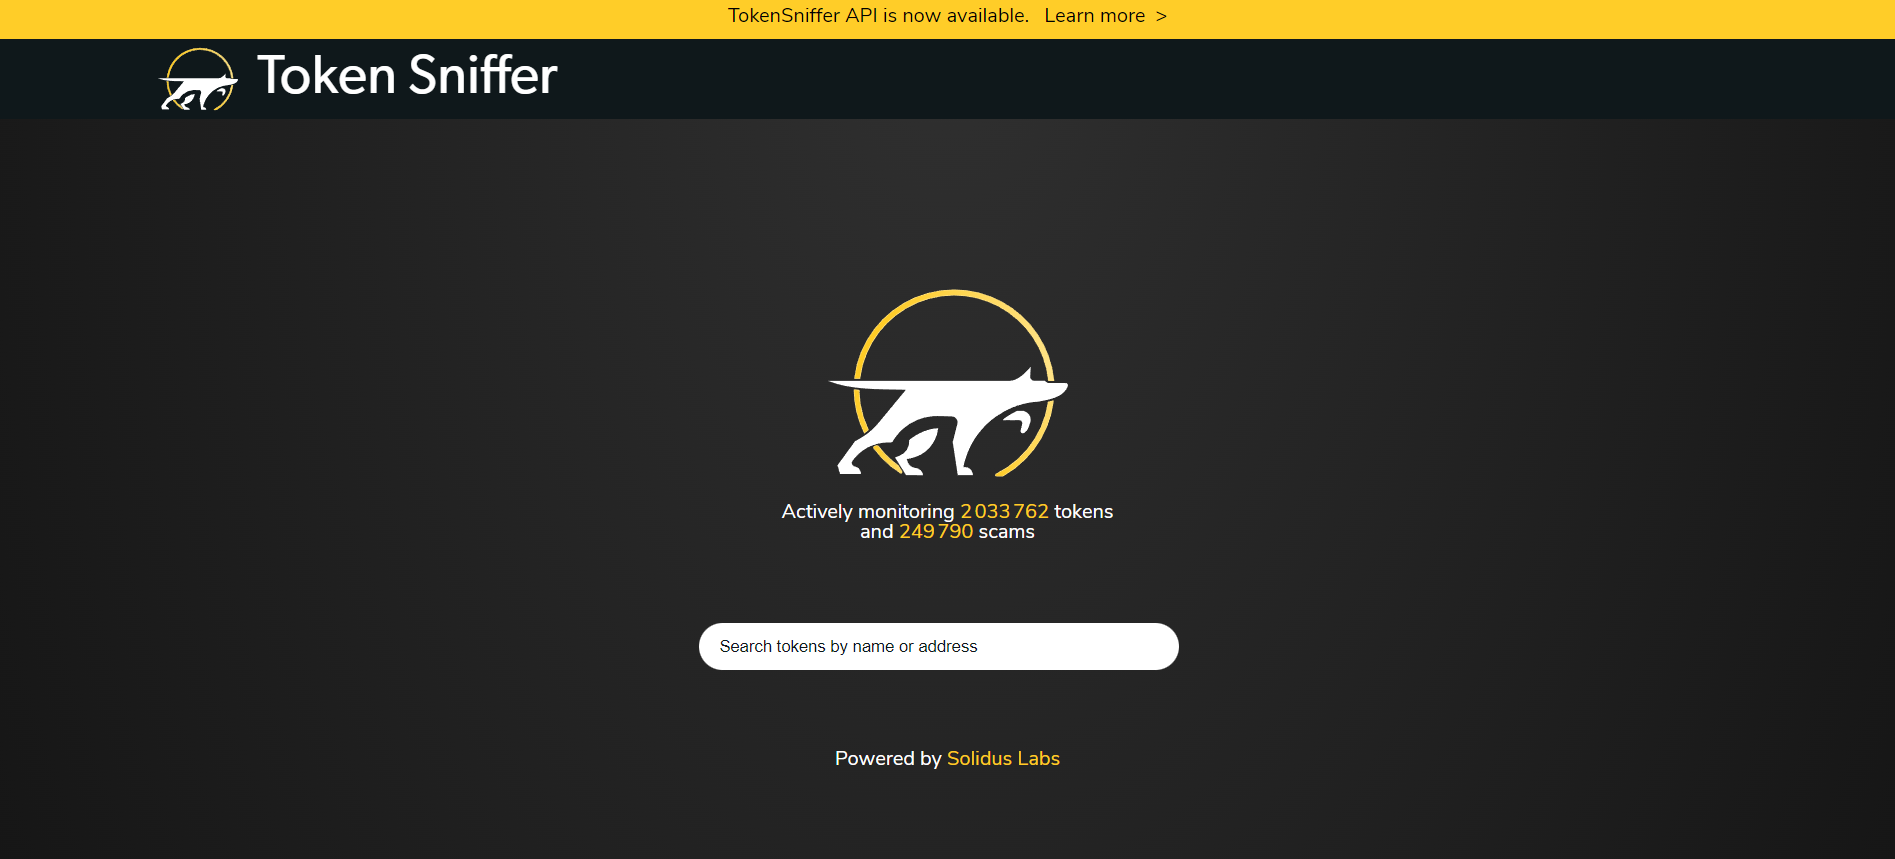 TokenSniffer API is now available. Learn more >
Token Sniffer
Actively monitoring 2 033 762 tokens
and 249 790 scams
Search tokens by name or address
Powered by Solidus Labs